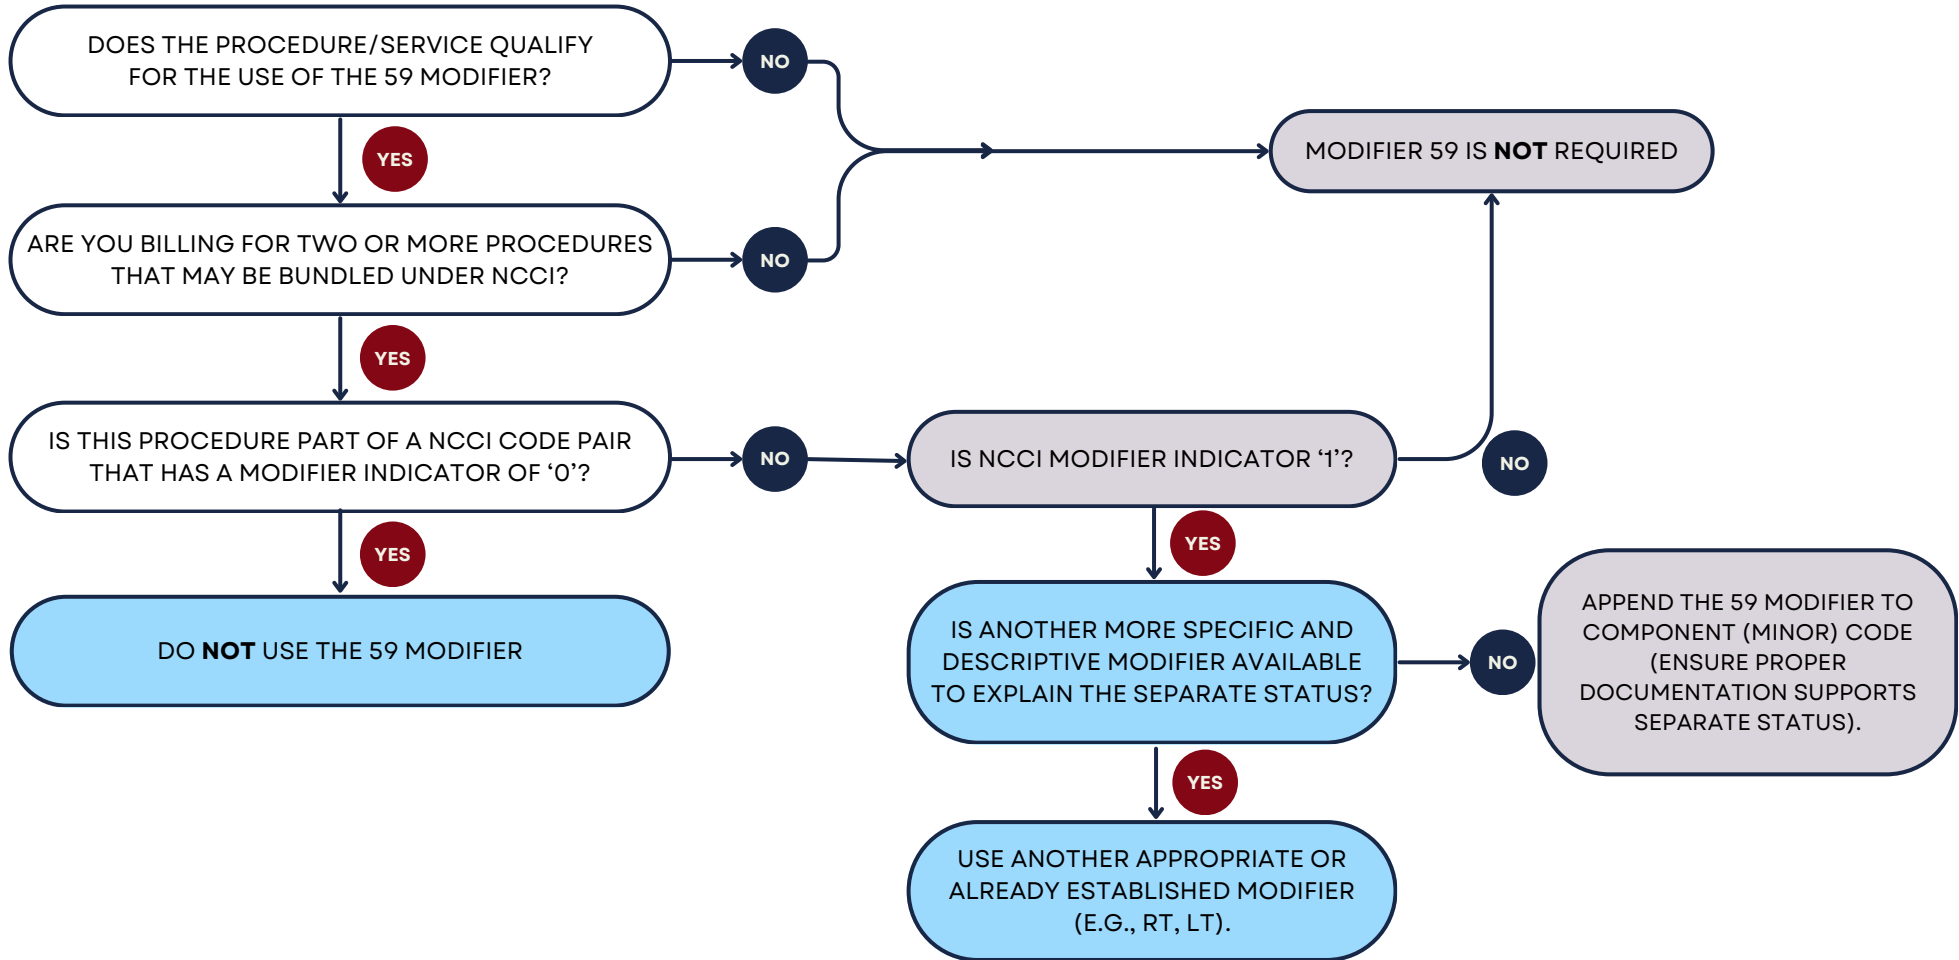 DOES THE PROCEDURE/SERVICE QUALIFY
FOR THE USE OF THE 59 MODIFIER?
NO
YES
MODIFIER 59 IS NOT REQUIRED
ARE YOU BILLING FOR TWO OR MORE PROCEDURES
THAT MAY BE BUNDLED UNDER NCCI?
NO
YES
IS THIS PROCEDURE PART OF A NCCI CODE PAIR
THAT HAS A MODIFIER INDICATOR OF ‘0’?
NO
IS NCCI MODIFIER INDICATOR ‘1’?
NO
YES
YES
DO NOT USE THE 59 MODIFIER
IS ANOTHER MORE SPECIFIC AND
DESCRIPTIVE MODIFIER AVAILABLE
TO EXPLAIN THE SEPARATE STATUS?
NO
APPEND THE 59 MODIFIER TO
COMPONENT (MINOR) CODE
(ENSURE PROPER
DOCUMENTATION SUPPORTS
SEPARATE STATUS).
YES
USE ANOTHER APPROPRIATE OR
ALREADY ESTABLISHED MODIFIER
(E.G., RT, LT).